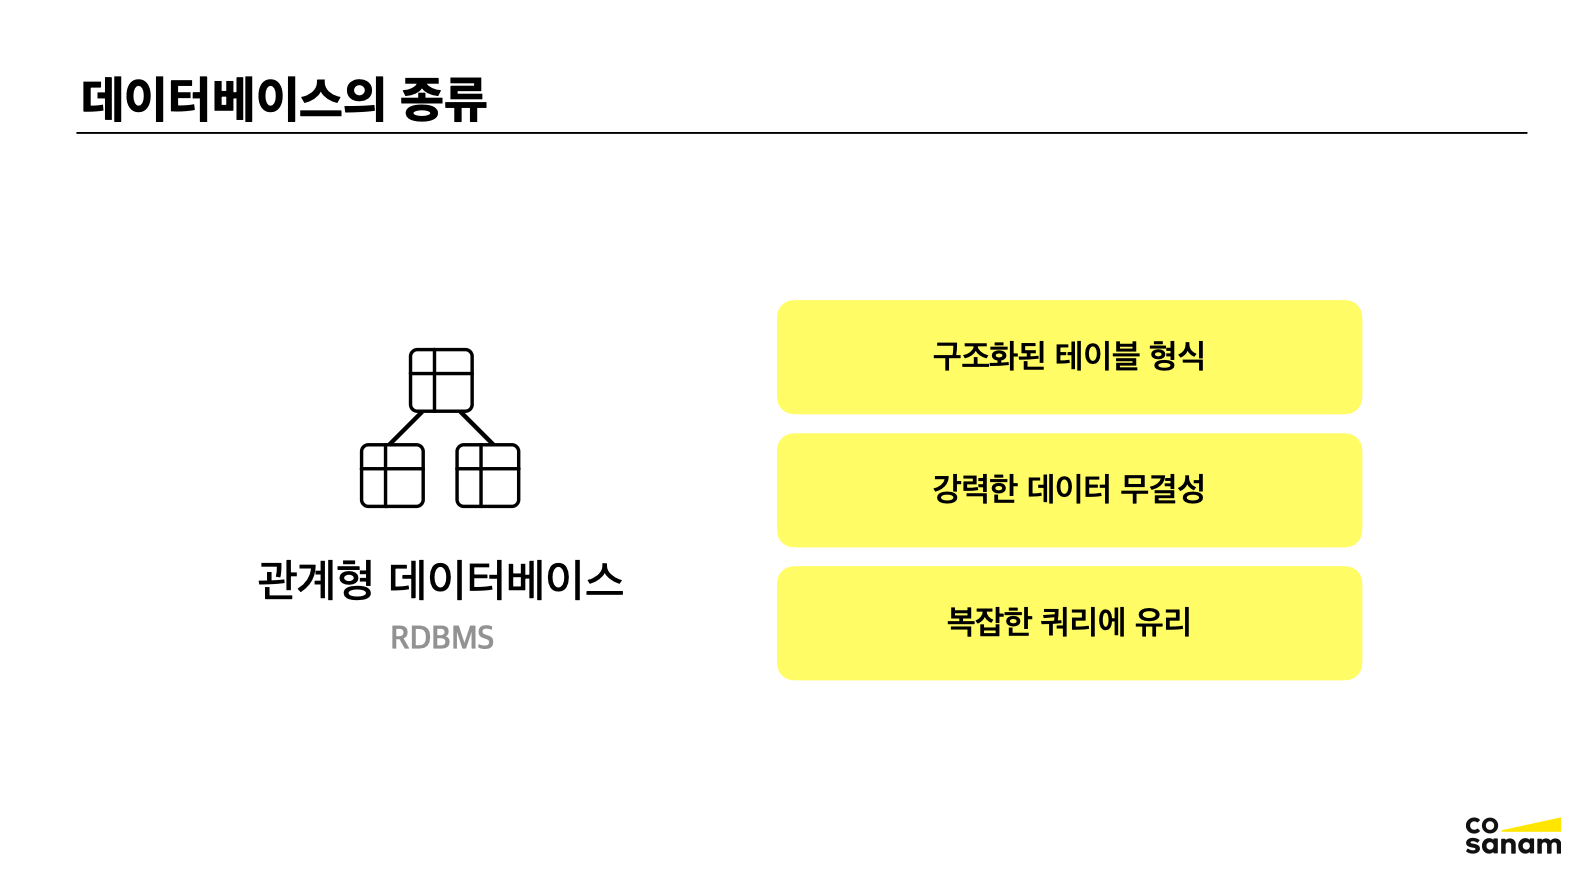 데이터베이스의 종류
관계형 데이터베이스
RDBMS
구조화된 테이블 형식
강력한 데이터 무결성
복잡한 쿼리에 유리
co
sanam